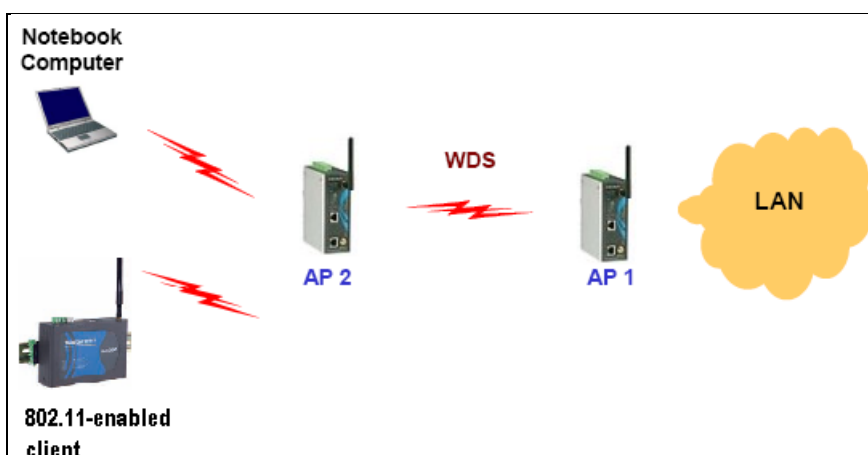 Notebook
Computer
WDS
LAN
AP 2
AP 1
802.11-enabled
client